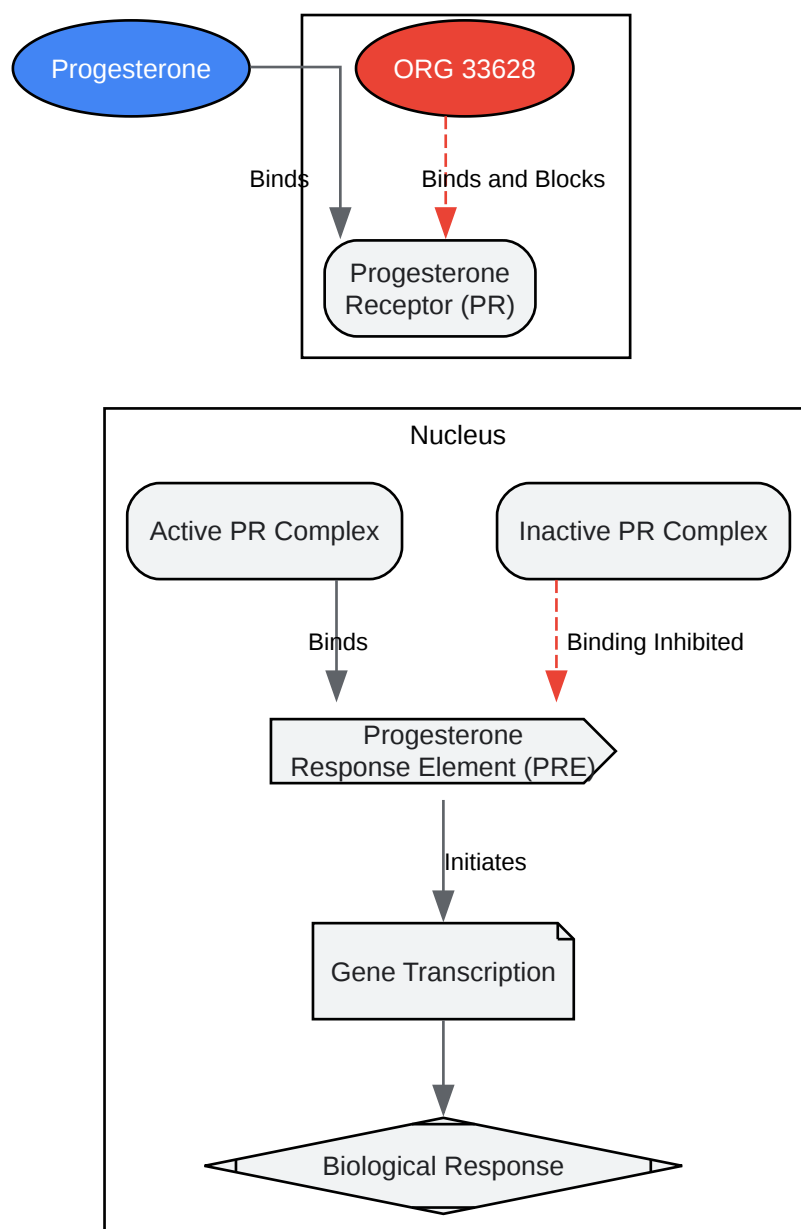 Progesterone
ORG 33628
Binds
Binds and Blocks
Progesterone
Receptor (PR)
Nucleus
Active PR Complex
Inactive PR Complex
Binds
Binding Inhibited
Progesterone
Response Element (PRE)
Initiates
Gene Transcription
Biological Response